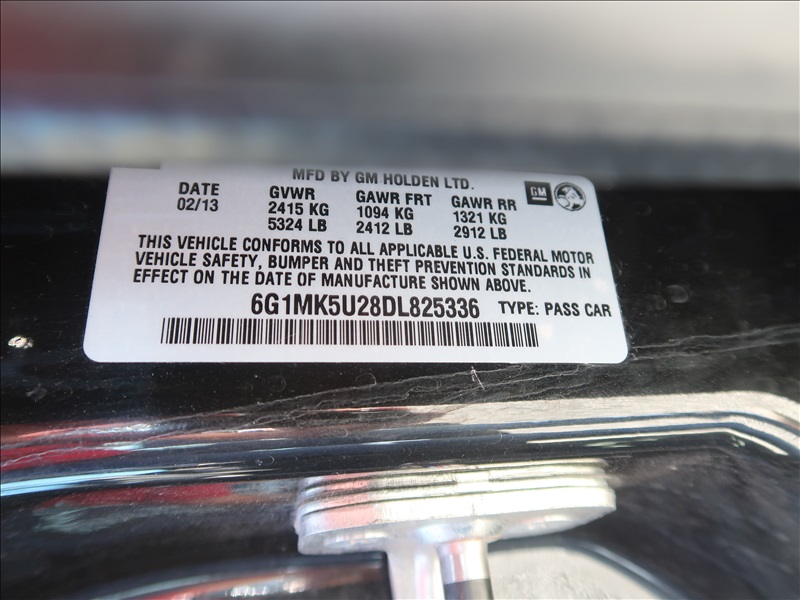 MFD BY GM HOLDEN LTD.
DATE GVWR GAWR FRT GAWR RR GM
02/13 2415 KG 1094 KG 1321 KG
5324 LB 2412 LB 2912 LB
THIS VEHICLE CONFORMS TO ALL APPLICABLE U.S. FEDERAL MOTOR
VEHICLE SAFETY, BUMPER AND THEFT PREVENTION STANDARDS IN
EFFECT ON THE DATE OF MANUFACTURE SHOWN ABOVE.
6G1MK5U28DL825336 TYPE: PASS CAR